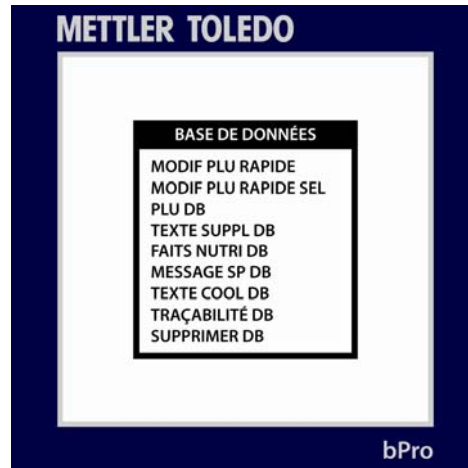 METTLER TOLEDO
BASE DE DONNÉES
MODIF PLU RAPIDE
MODIF PLU RAPIDE SEL
PLU DB
TEXTE SUPPL DB
FAITS NUTRI DB
MESSAGE SP DB
TEXTE COOL DB
TRAÇABILITÉ DB
SUPPRIMER DB
bPro